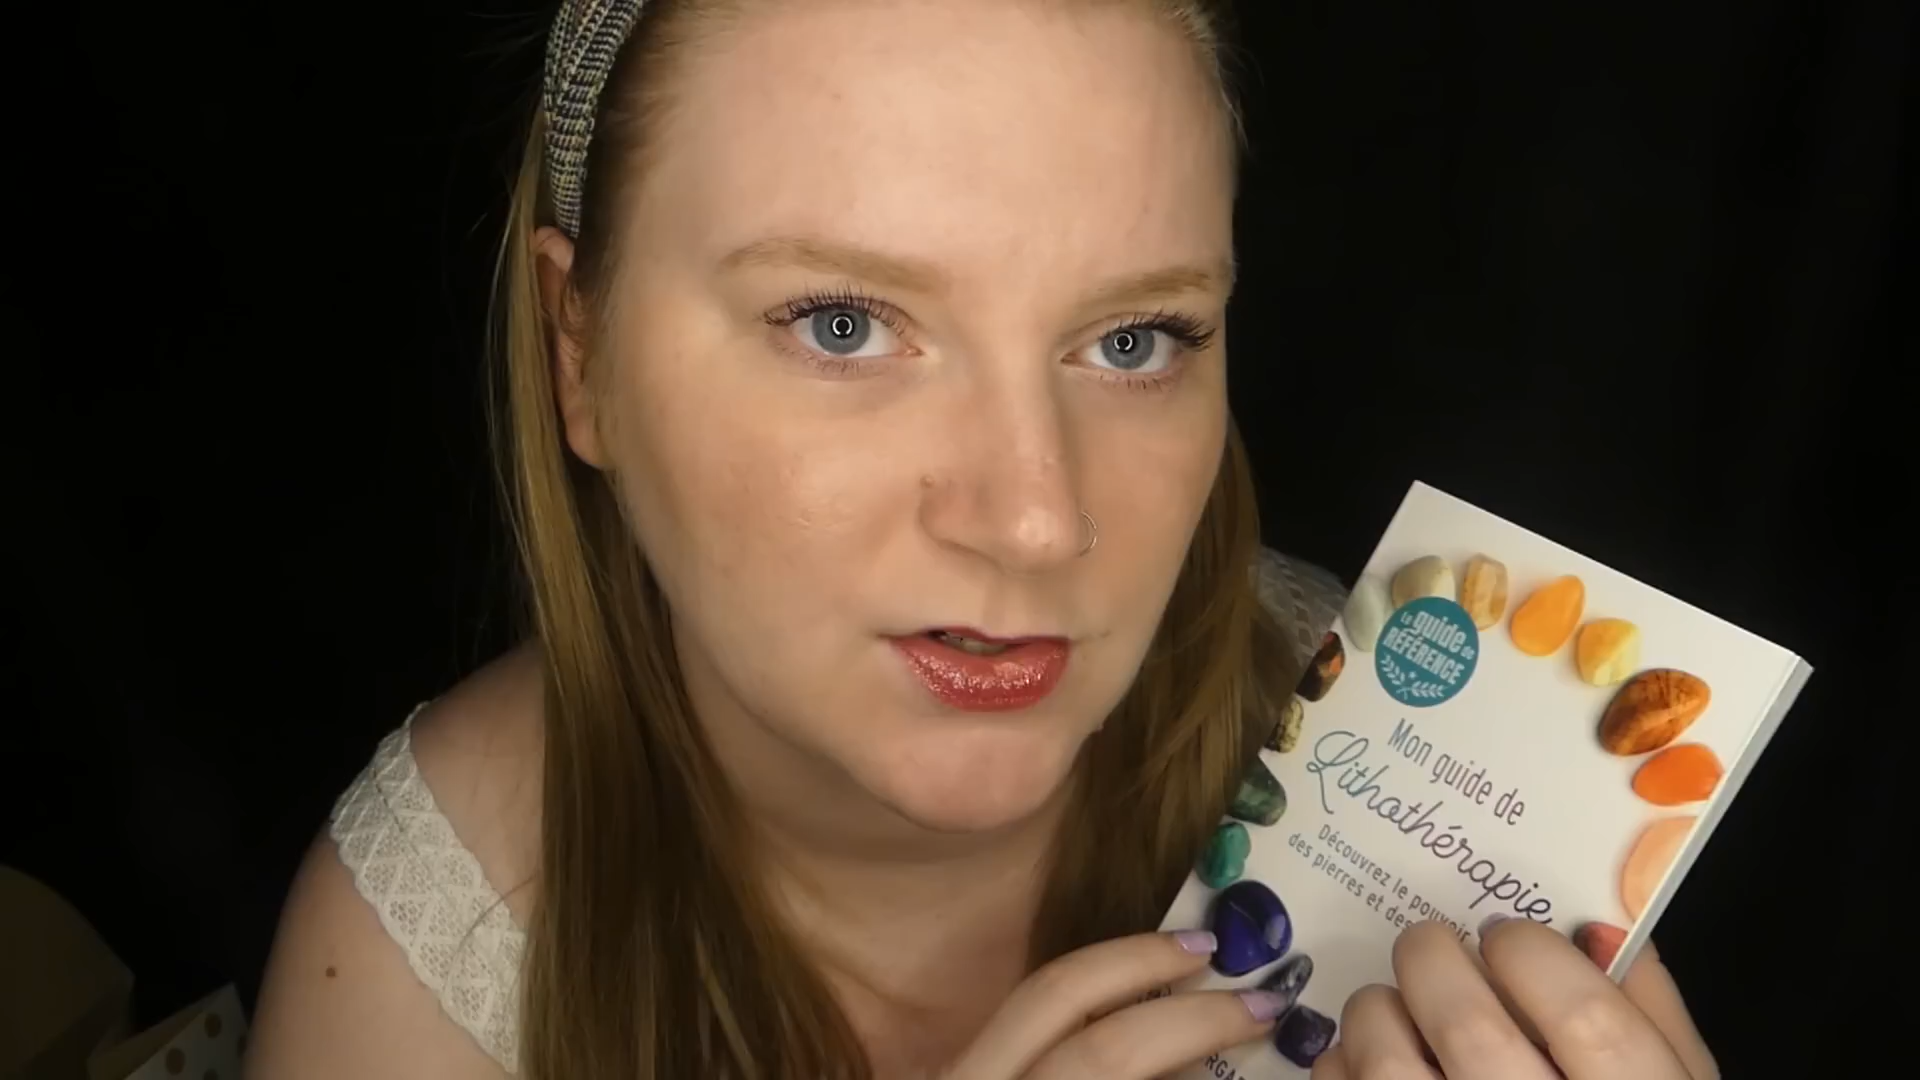 Le guide de
RÉFÉRENCE
Mon guide de
Lithothérapie
Découvrez le pouvoir
des pierres et des